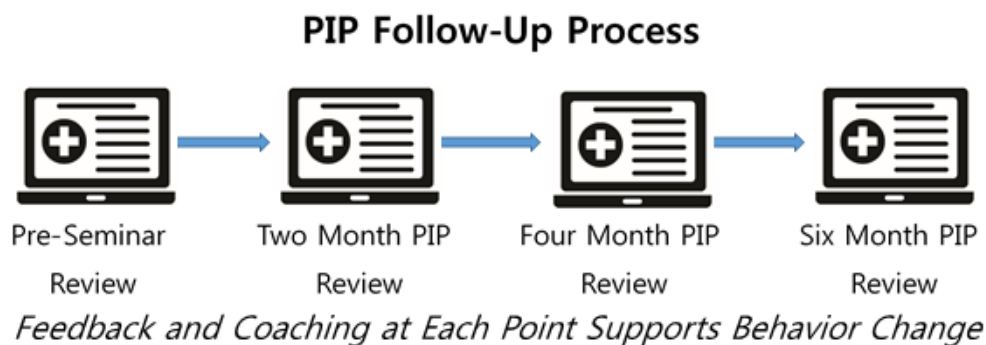 PIP Follow-Up Process
Pre-Seminar Review
Two Month PIP Review
Four Month PIP Review
Six Month PIP Review
Feedback and Coaching at Each Point Supports Behavior Change